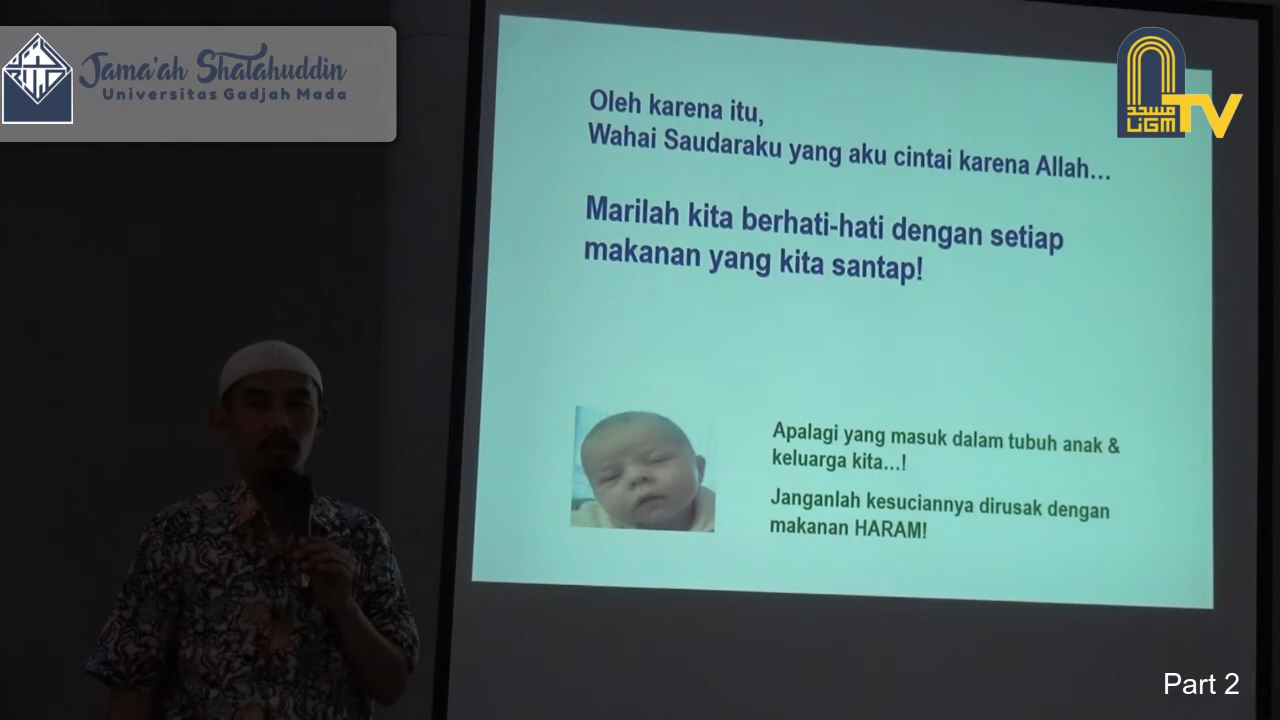 Jama'ah Shalahuddin
Universitas Gadjah Mada
مسجد
UGM
TV
Oleh karena itu,
Wahai Saudaraku yang aku cintai karena Allah...
Marilah kita berhati-hati dengan setiap
makanan yang kita santap!
Apalagi yang masuk dalam tubuh anak &
keluarga kita...!
Janganlah kesuciannya dirusak dengan
makanan HARAM!
Part 2